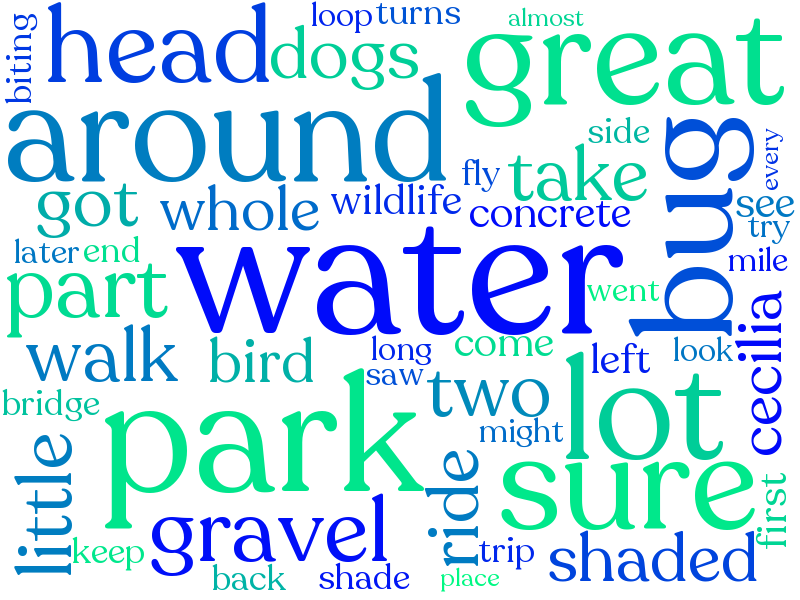 biting
head
loop
turns
almost
dogs
great
around
side
bug
every
fly
take
got
whole
wildlife
concrete
see
try
later
end
water
mile
part
went
cecilia
walk
bird
long
come
left
look
saw
bridge
park
two
lot
might
little
sure
ride
first
gravel
keep
trip
shaded
back
shade
place